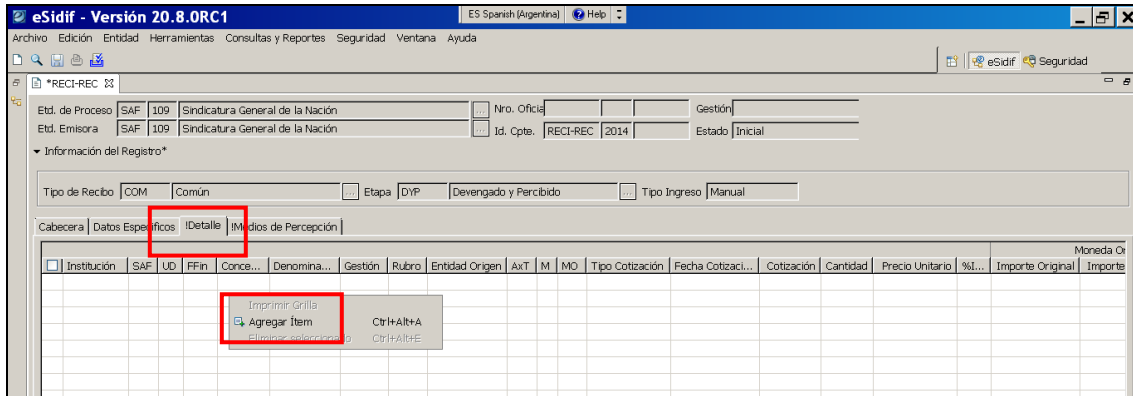 eSidif - Versión 20.8.0RC1 ES Spanish (Argentina) Help
Archivo Edición Entidad Herramientas Consultas y Reportes Seguridad Ventana Ayuda
eSidif Seguridad
*RECI-REC
Etd. de Proceso SAF 109 Sindicatura General de la Nación ... Nro. Oficial Gestión
Etd. Emisora SAF 109 Sindicatura General de la Nación ... Id. Cpte. RECI-REC 2014 Estado Inicial
Información del Registro*
Tipo de Recibo COM Común ... Etapa DYP Devengado y Percibido ... Tipo Ingreso Manual
Cabecera Datos Especificos !Detalle !Medios de Percepción
Moneda Or
Institución SAF UD FFin Conce... Denomina... Gestión Rubro Entidad Origen AxT M MO Tipo Cotización Fecha Cotizaci... Cotización Cantidad Precio Unitario %I... Importe Original Importe
Imprimir Grilla
Agregar Ítem Ctrl+Alt+A
Eliminar seleccionado Ctrl+Alt+E